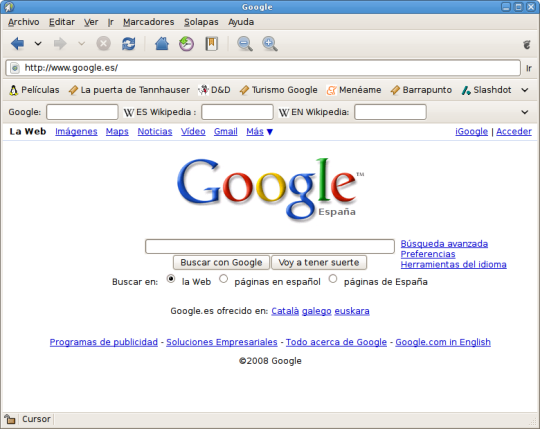 Google
Archivo Editar Ver Ir Marcadores Solapas Ayuda
http://www.google.es/ Ir
Películas La puerta de Tannhauser D&D Turismo Google Menéame Barrapunto Slashdot
Google: W ES Wikipedia : W EN Wikipedia:
La Web Imágenes Maps Noticias Vídeo Gmail Más ▼ iGoogle | Acceder
Google™
España
Búsqueda avanzada
Preferencias
Herramientas del idioma
Buscar con Google Voy a tener suerte
Buscar en: la Web páginas en español páginas de España
Google.es ofrecido en: Català galego euskara
Programas de publicidad - Soluciones Empresariales - Todo acerca de Google - Google.com in English
©2008 Google
Cursor